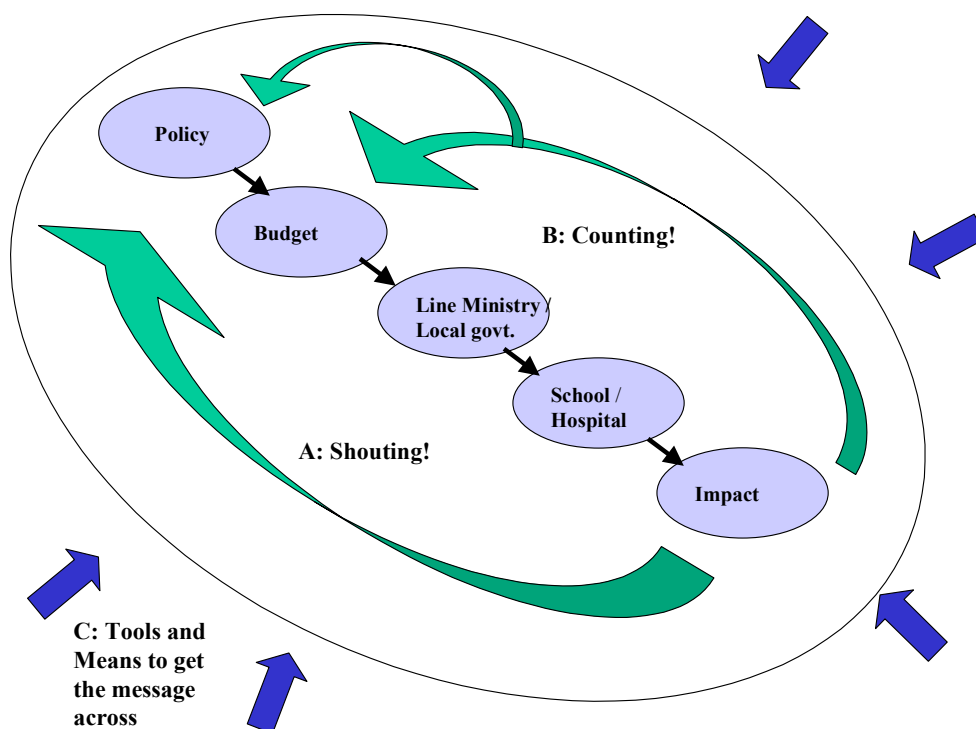 Policy
Budget
B: Counting!
Line Ministry /
Local govt.
School /
Hospital
A: Shouting!
Impact
C: Tools and
Means to get
the message
across